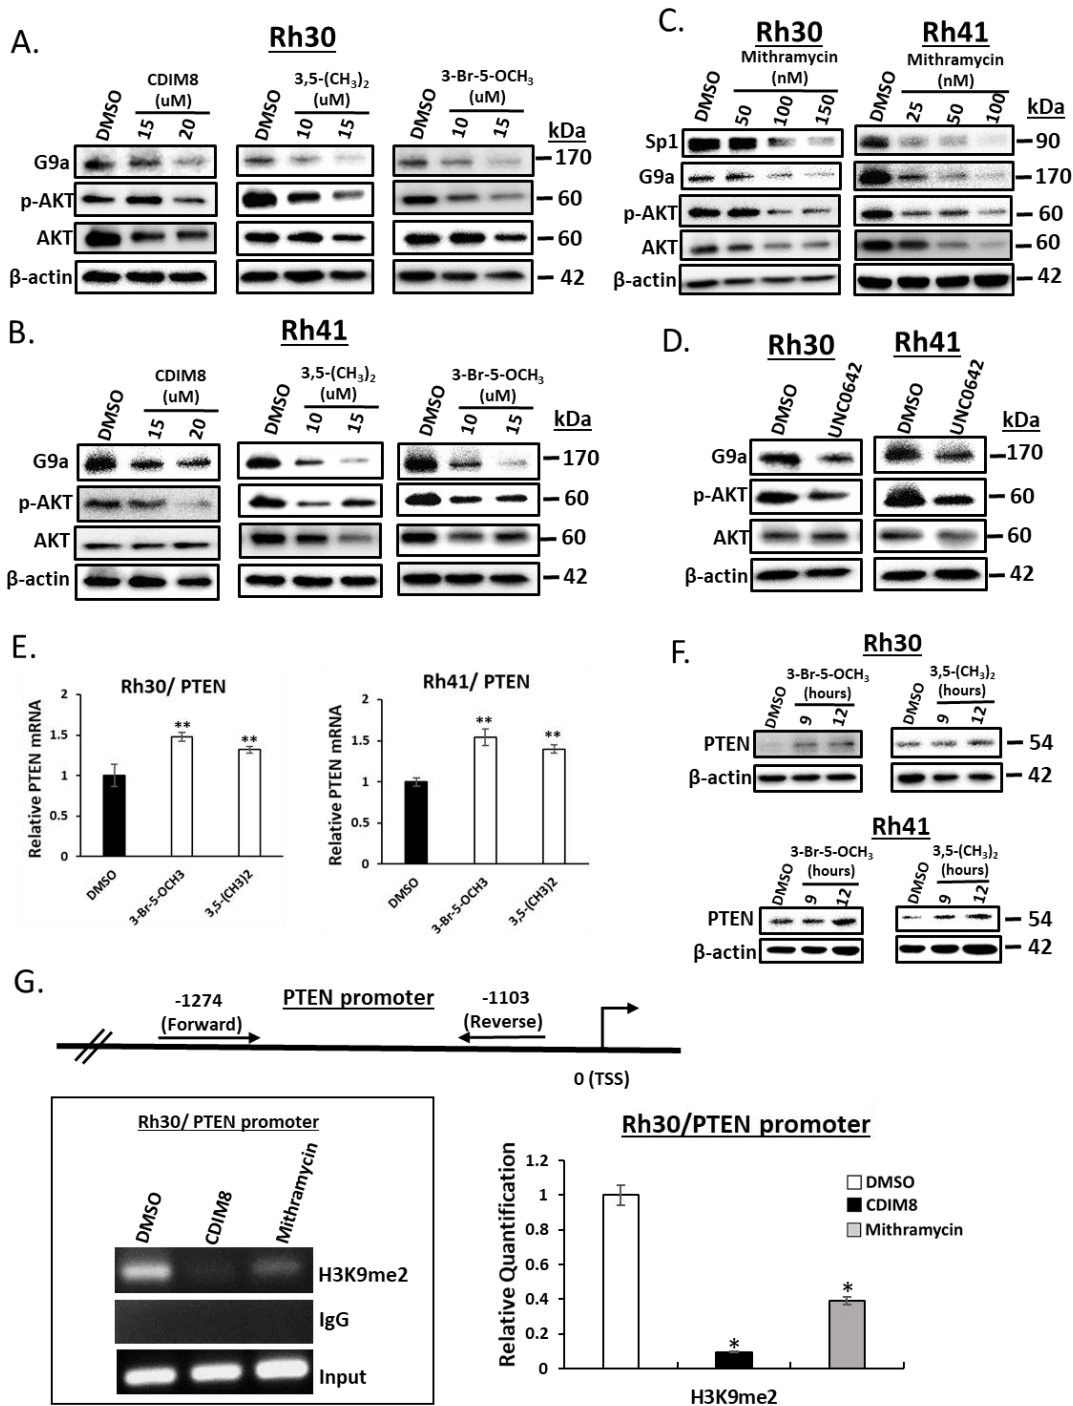 A.
Rh30
CDIM8
(uM)
3,5-(CH₃)₂
(uM)
3-Br-5-OCH₃
(uM)
DMSO 15 20 DMSO 10 15 DMSO 10 15
kDa
G9a 170
p-AKT 60
AKT 60
β-actin 42
B.
Rh41
CDIM8
(uM)
3,5-(CH₃)₂
(uM)
3-Br-5-OCH₃
(uM)
DMSO 15 20 DMSO 10 15 DMSO 10 15
kDa
G9a 170
p-AKT 60
AKT 60
β-actin 42
C.
Rh30 Rh41
Mithramycin
(nM)
Mithramycin
(nM)
DMSO 50 100 150 DMSO 25 50 100
kDa
Sp1 90
G9a 170
p-AKT 60
AKT 60
β-actin 42
D.
Rh30 Rh41
DMSO UNC0642 DMSO UNC0642
kDa
G9a 170
p-AKT 60
AKT 60
β-actin 42
E.
Rh30/ PTEN
Relative PTEN mRNA
2
1.5
1
0.5
0
** **
DMSO 3-Br-5-OCH3 3,5-(CH3)2
Rh41/ PTEN
Relative PTEN mRNA
2
1.5
1
0.5
0
** **
DMSO 3-Br-5-OCH3 3,5-(CH3)2
F.
Rh30
3-Br-5-OCH₃
(hours)
3,5-(CH₃)₂
(hours)
DMSO 9 12 DMSO 9 12
PTEN 54
β-actin 42
Rh41
3-Br-5-OCH₃
(hours)
3,5-(CH₃)₂
(hours)
DMSO 9 12 DMSO 9 12
PTEN 54
β-actin 42
G.
-1274
(Forward)
PTEN promoter
-1103
(Reverse)
0 (TSS)
Rh30/ PTEN promoter
DMSO CDIM8 Mithramycin
H3K9me2
IgG
Input
Rh30/PTEN promoter
Relative Quantification
1.2
1
0.8
0.6
0.4
0.2
0
* *
DMSO
CDIM8
Mithramycin
H3K9me2